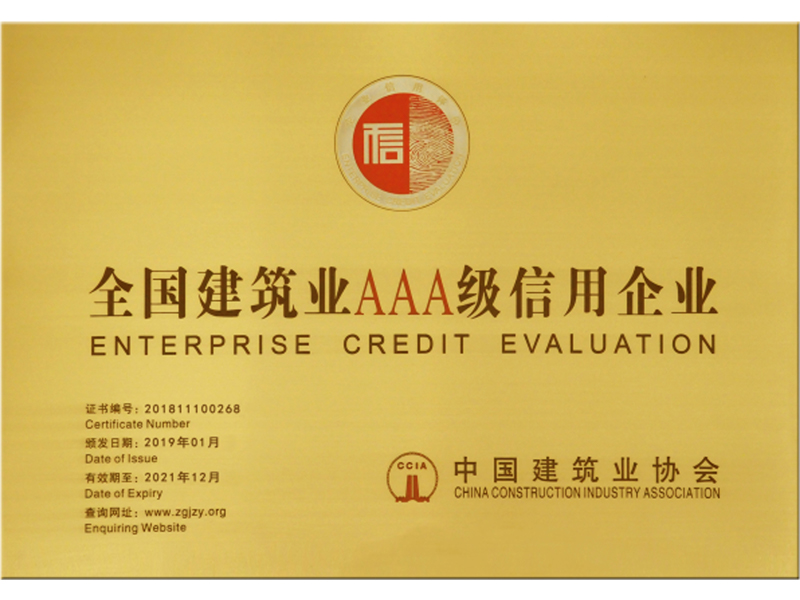 信
全国建筑业AAA级信用企业
ENTERPRISE CREDIT EVALUATION
证书编号：201811100268
Certificate Number
颁发日期：2019年01月
Date of Issue
有效期至：2021年12月
Date of Expiry
查询网址：www.zgjzy.org
Enquiring Website
CCIA
中国建筑业协会
CHINA CONSTRUCTION INDUSTRY ASSOCIATION